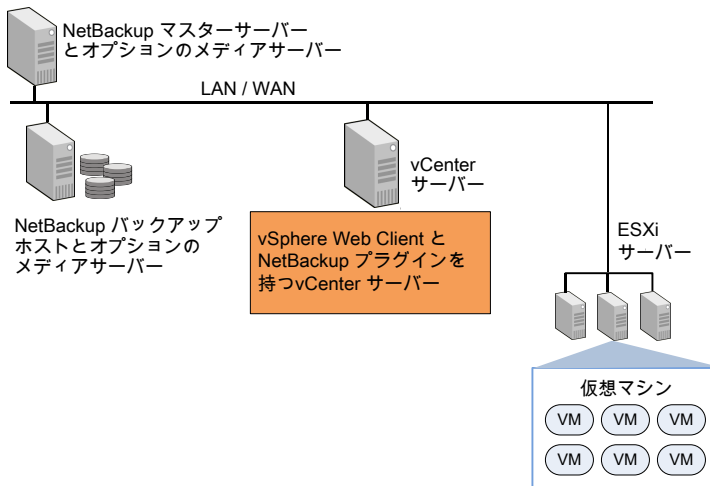 NetBackup マスターサーバー
とオプションのメディアサーバー
LAN / WAN
vCenter
サーバー
NetBackup バックアップ
ホストとオプションの
メディアサーバー
vSphere Web Client と
NetBackup プラグインを
持つvCenter サーバー
ESXi
サーバー
仮想マシン
VM VM VM
VM VM VM